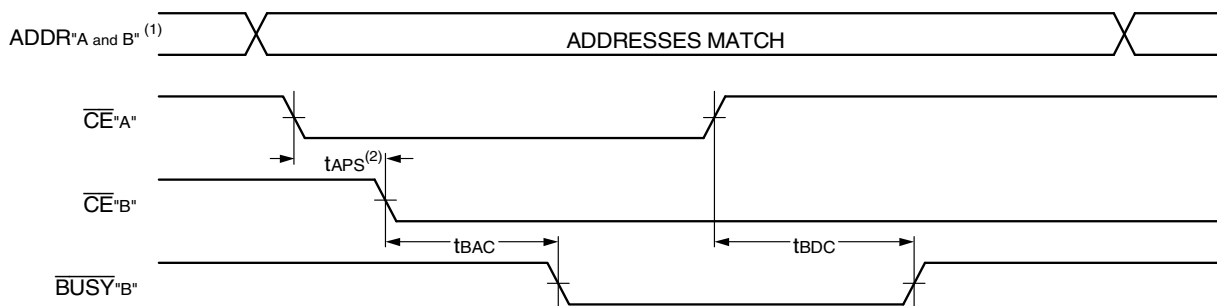 ADDR"A and B" (1)
ADDRESSES MATCH
CE"A"
tAPS(2)
CE"B"
tBAC
tBDC
BUSY"B"